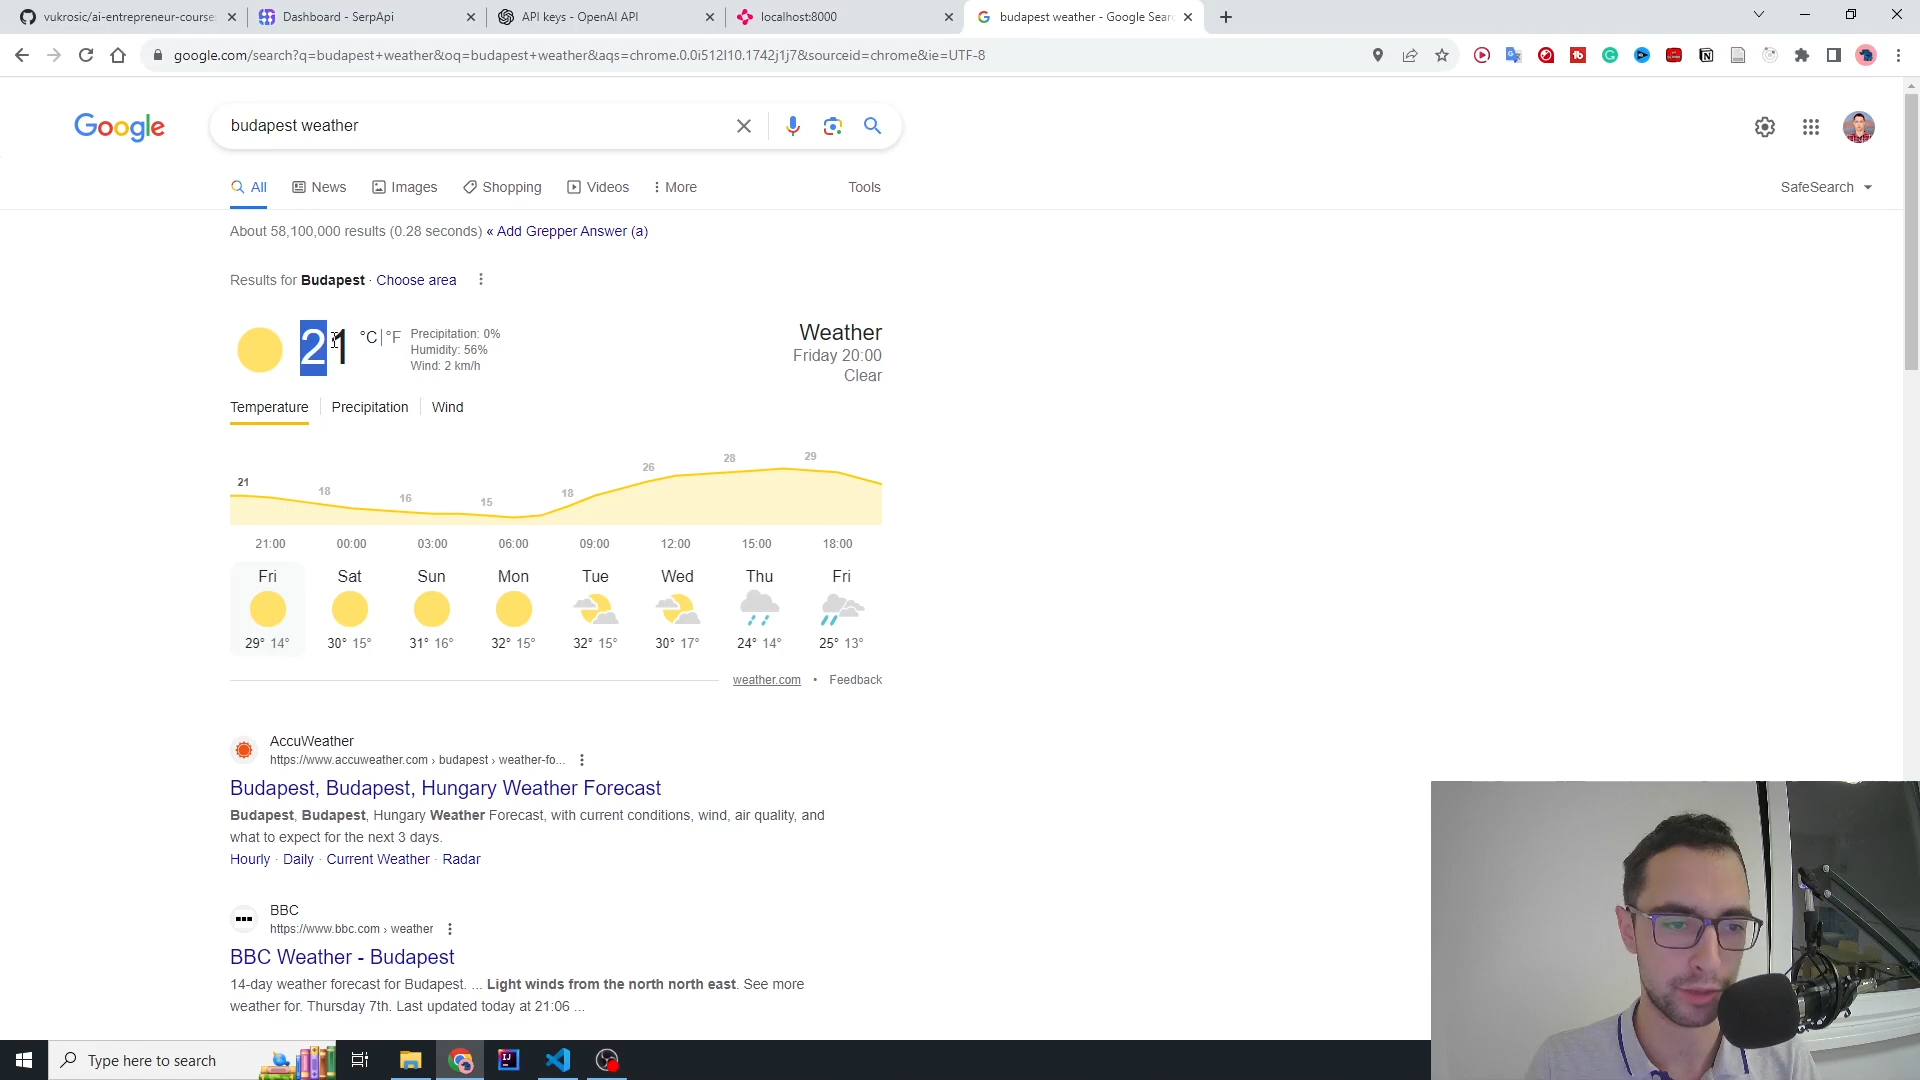 vukrosic/ai-entrepreneur-course:
Dashboard - SerpApi
API keys - OpenAI API
localhost:8000
budapest weather - Google Sear
google.com/search?q=budapest+weather&oq=budapest+weather&aqs=chrome.0.0i512l10.1742j1j7&sourceid=chrome&ie=UTF-8
Google
budapest weather
All
News
Images
Shopping
Videos
More
Tools
SafeSearch
About 58,100,000 results (0.28 seconds) « Add Grepper Answer (a)
Results for Budapest · Choose area
21 °C | °F
Precipitation: 0%
Humidity: 56%
Wind: 2 km/h
Weather
Friday 20:00
Clear
Temperature
Precipitation
Wind
21 18 16 15 18 26 28 29
21:00 00:00 03:00 06:00 09:00 12:00 15:00 18:00
Fri Sat Sun Mon Tue Wed Thu Fri
29° 14° 30° 15° 31° 16° 32° 15° 32° 15° 30° 17° 24° 14° 25° 13°
weather.com • Feedback
AccuWeather
https://www.accuweather.com › budapest › weather-fo...
Budapest, Budapest, Hungary Weather Forecast
Budapest, Budapest, Hungary Weather Forecast, with current conditions, wind, air quality, and
what to expect for the next 3 days.
Hourly · Daily · Current Weather · Radar
BBC
https://www.bbc.com › weather
BBC Weather - Budapest
14-day weather forecast for Budapest. ... Light winds from the north north east. See more
weather for. Thursday 7th. Last updated today at 21:06 ...
Type here to search